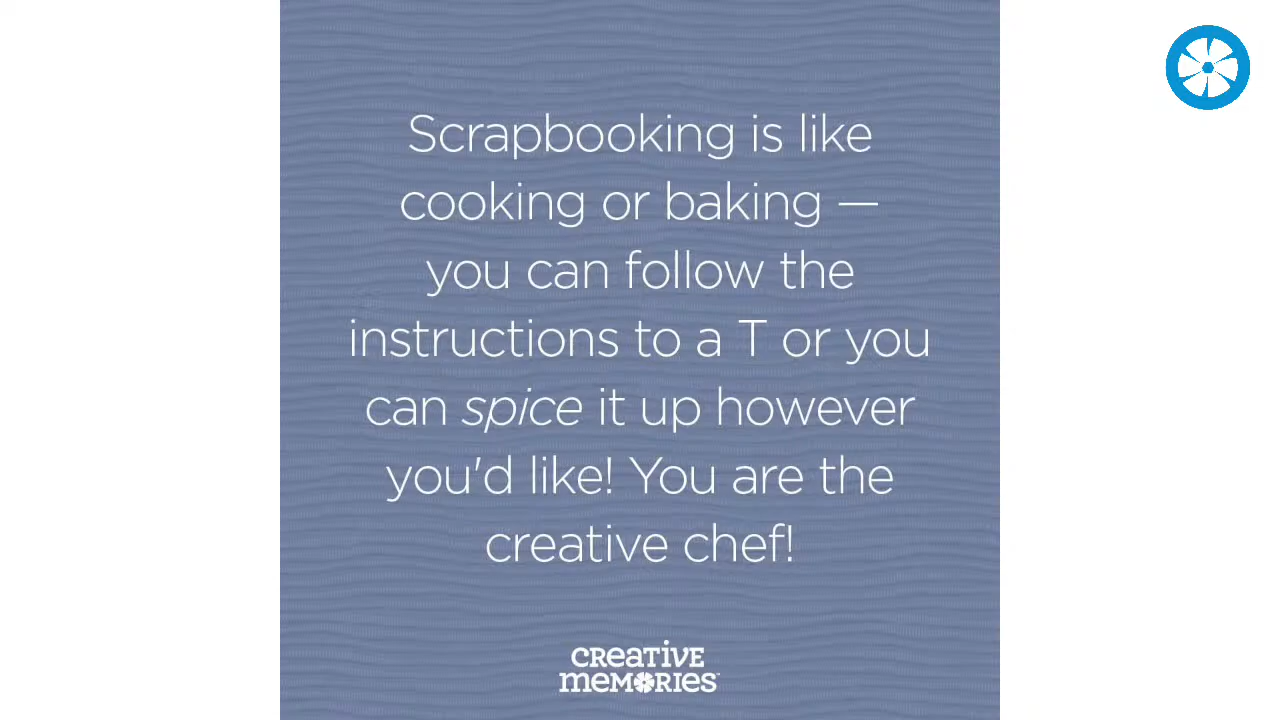 Scrapbooking is like
cooking or baking —
you can follow the
instructions to a T or you
can spice it up however
you'd like! You are the
creative chef!
CREATIVE
MEMORIES™